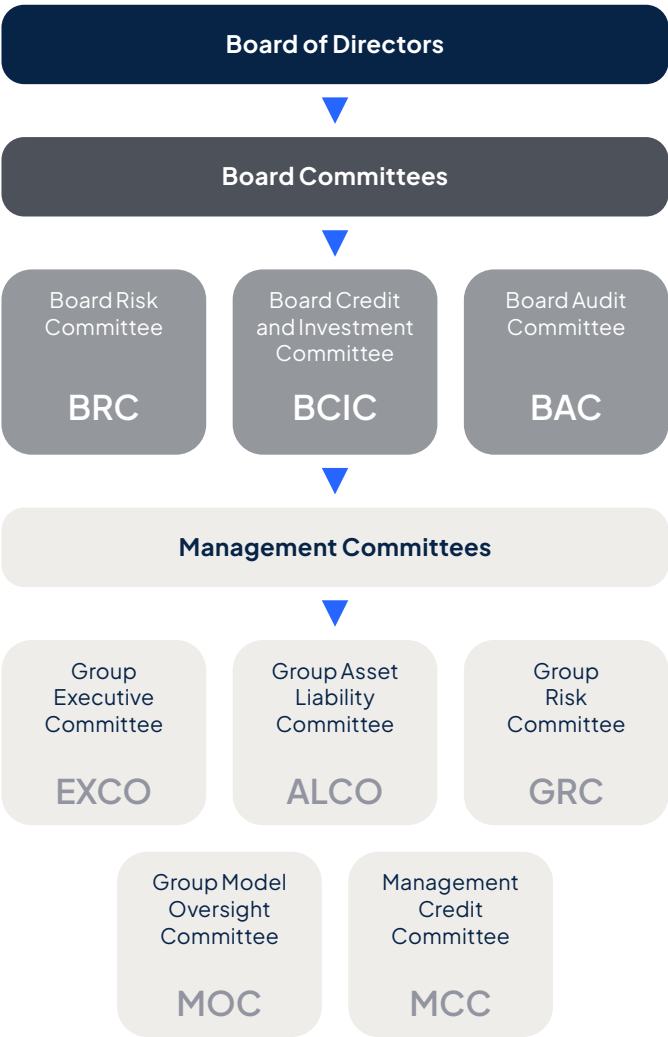 Board of Directors
Board Committees
Board Risk
Committee
BRC
Board Credit
and Investment
Committee
BCIC
Board Audit
Committee
BAC
Management Committees
Group
Executive
Committee
EXCO
Group Asset
Liability
Committee
ALCO
Group
Risk
Committee
GRC
Group Model
Oversight
Committee
MOC
Management
Credit
Committee
MCC